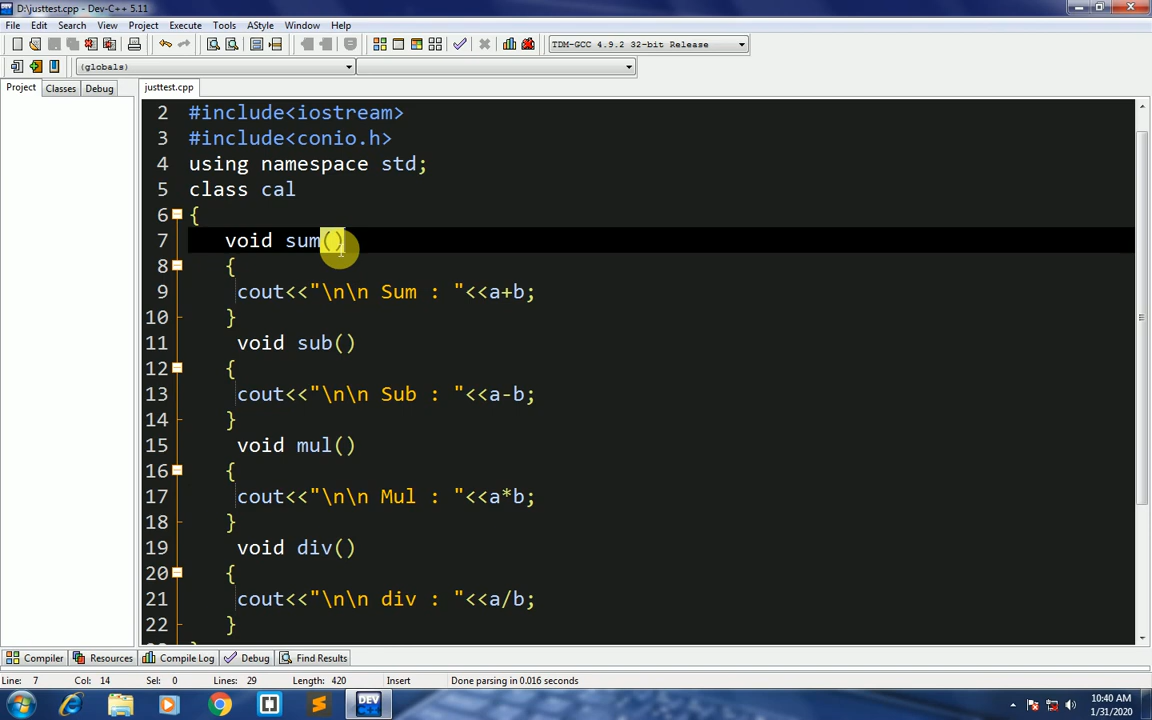 D:\justtest.cpp - Dev-C++ 5.11
File Edit Search View Project Execute Tools AStyle Window Help
TDM-GCC 4.9.2 32-bit Release
(globals)
Project Classes Debug justtest.cpp
2 #include<iostream>
3 #include<conio.h>
4 using namespace std;
5 class cal
6 {
7 void sum()
8 {
9 cout<<"\n\n Sum : "<<a+b;
10 }
11 void sub()
12 {
13 cout<<"\n\n Sub : "<<a-b;
14 }
15 void mul()
16 {
17 cout<<"\n\n Mul : "<<a*b;
18 }
19 void div()
20 {
21 cout<<"\n\n div : "<<a/b;
22 }
Compiler Resources Compile Log Debug Find Results
Line: 7 Col: 14 Sel: 0 Lines: 29 Length: 420 Insert Done parsing in 0.016 seconds
DEV
10:40 AM
1/31/2020